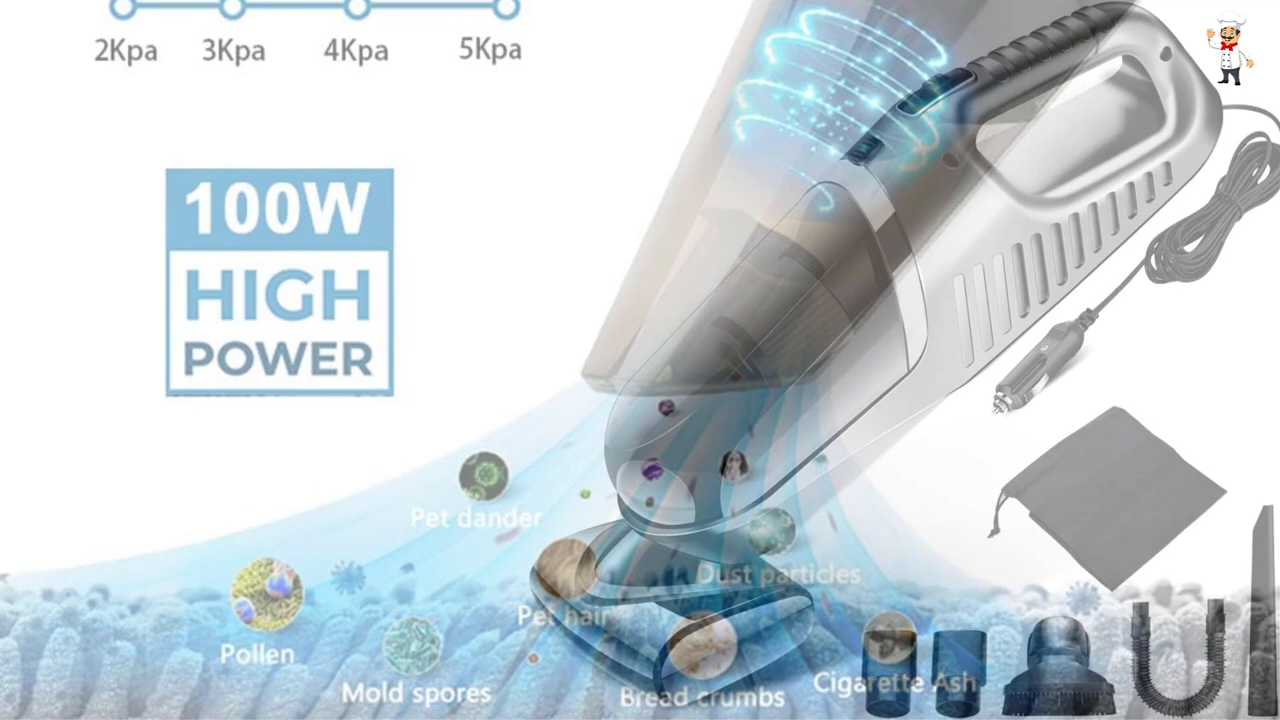 2Kpa 3Kpa 4Kpa 5Kpa
100W
HIGH
POWER
Pet dander
Dust particles
Pet hair
Pollen
Mold spores
Bread crumbs
Cigarette Ash